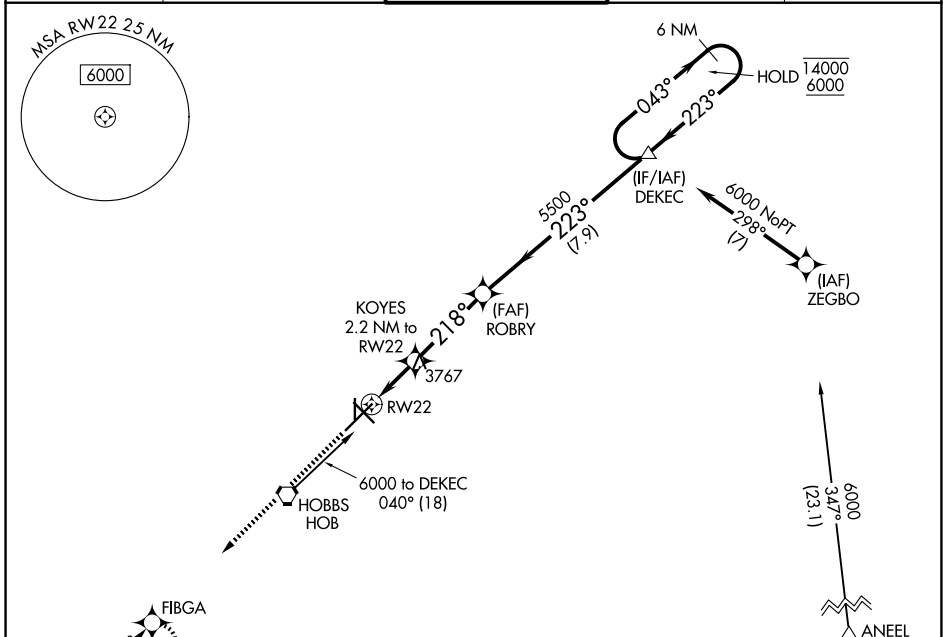 MSA RW22 25 NM
6000
6 NM
HOLD
14000
6000
043°
223°
(IF/IAF)
DEKEC
5500
223°
(7.9)
6000 NoPT
298°
(7)
(IAF)
ZEGBO
(FAF)
ROBRY
KOYES
2.2 NM to
RW22
218°
3767
RW22
6000 to DEKEC
040° (18)
HOBBS
HOB
6000
347°
(23.1)
FIBGA
ANEEL